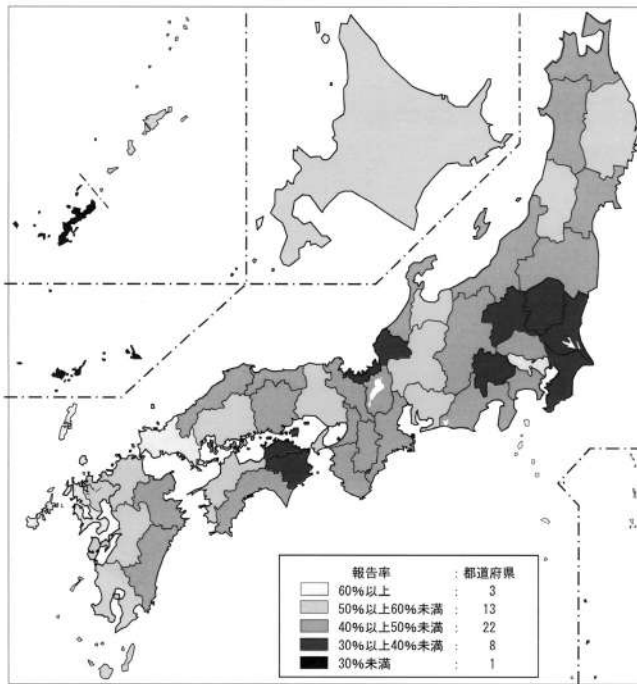 報告率 : 都道府県
60%以上 : 3
50%以上60%未満 : 13
40%以上50%未満 : 22
30%以上40%未満 : 8
30%未満 : 1